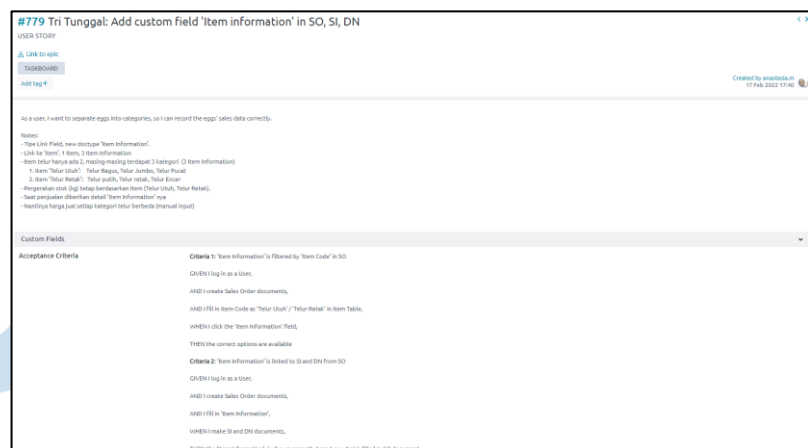 #779 Tri Tunggal: Add custom field 'Item information' in SO, SI, DN
USER STORY
Link to epic
TASKBOARD
Add tag +
Created by anastasia.m
17 Feb 2022 17:40
As a user, I want to separate eggs into categories, so I can record the eggs' sales data correctly.
Notes:
- Tipe Link Field, new doctype 'Item Information'.
- Link ke 'Item'. 1 Item, 3 Item Information
- Item telur hanya ada 2, masing-masing terdapat 3 kategori (3 Item Information)
1. Item 'Telur Utuh': Telur Bagus, Telur Jumbo, Telur Pucat
2. Item 'Telur Retak': Telur putih, Telur retak, Telur Encer
- Pergerakan stok (kg) tetap berdasarkan Item (Telur Utuh, Telur Retak).
- Saat penjualan diberikan detail 'Item Information' nya
- Nantinya harga jual setiap kategori telur berbeda (manual input)
Custom Fields
Acceptance Criteria
Criteria 1: 'Item Information' is filtered by 'Item Code' in SO
GIVEN I log in as a User,
AND I create Sales Order documents,
AND I fill in Item Code as 'Telur Utuh' / 'Telur Retak' in Item Table,
WHEN I click the 'Item Information' field,
THEN the correct options are available
Criteria 2: 'Item Information' is linked to SI and DN from SO
GIVEN I log in as a User,
AND I create Sales Order documents,
AND I fill in 'Item Information',
WHEN I make SI and DN documents,